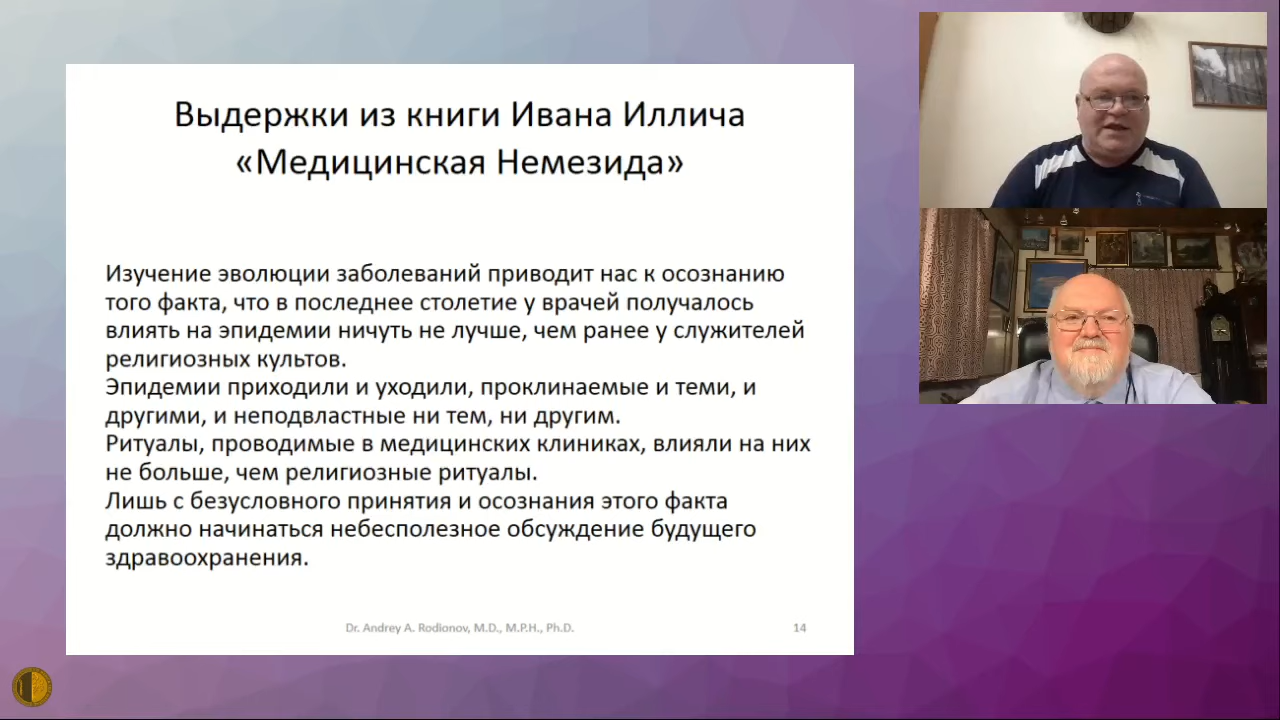 Выдержки из книги Ивана Иллича
«Медицинская Немезида»
Изучение эволюции заболеваний приводит нас к осознанию
того факта, что в последнее столетие у врачей получалось
влиять на эпидемии ничуть не лучше, чем ранее у служителей
религиозных культов.
Эпидемии приходили и уходили, проклинаемые и теми, и
другими, и неподвластные ни тем, ни другим.
Ритуалы, проводимые в медицинских клиниках, влияли на них
не больше, чем религиозные ритуалы.
Лишь с безусловного принятия и осознания этого факта
должно начинаться небесполезное обсуждение будущего
здравоохранения.
Dr. Andrey A. Rodionov, M.D., M.P.H., Ph.D.
14